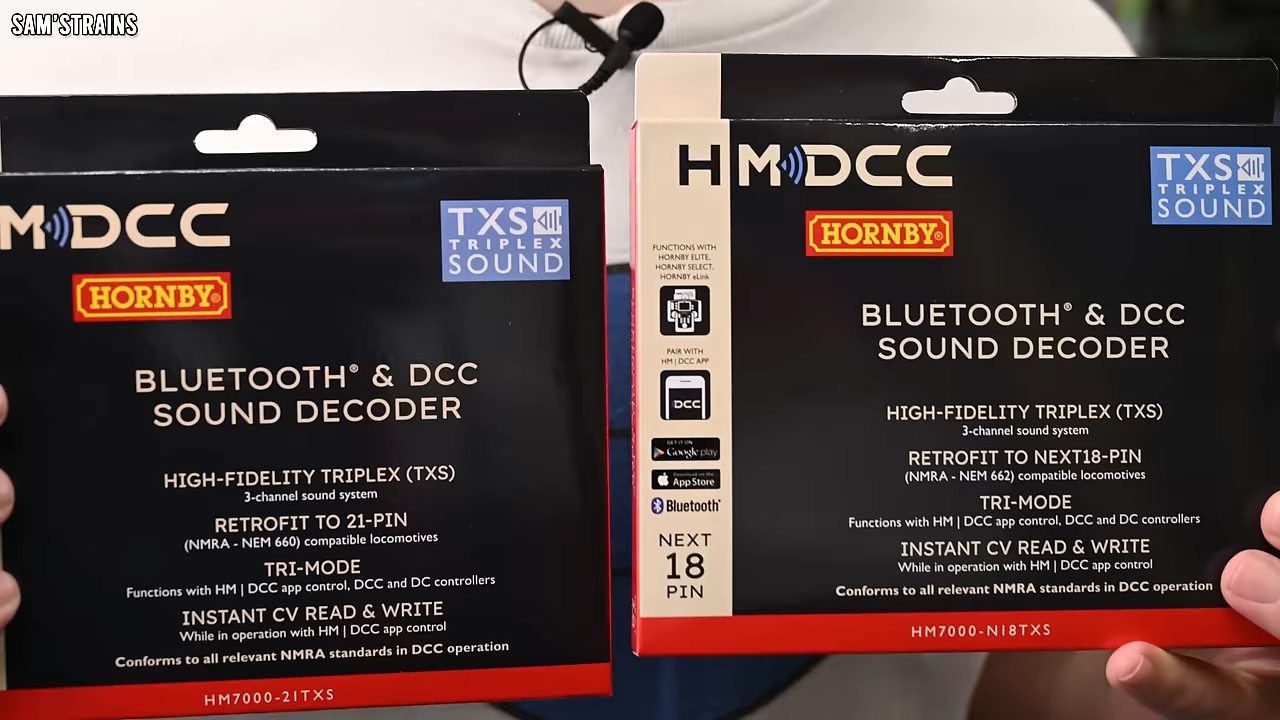 SAM'STRAINS
M DCC
HORNBY®
TXS
TRIPLEX
SOUND
BLUETOOTH® & DCC
SOUND DECODER
HIGH-FIDELITY TRIPLEX (TXS)
3-channel sound system
RETROFIT TO 21-PIN
(NMRA - NEM 660) compatible locomotives
TRI-MODE
Functions with HM | DCC app control, DCC and DC controllers
INSTANT CV READ & WRITE
While in operation with HM | DCC app control
Conforms to all relevant NMRA standards in DCC operation
HM7000-21TXS
HM DCC
HORNBY®
TXS
TRIPLEX
SOUND
FUNCTIONS WITH
HORNBY ELITE,
HORNBY SELECT,
HORNBY eLink
PAIR WITH
HM | DCC APP
DCC
GET IT ON
Google play
Download on the
App Store
Bluetooth®
NEXT
18
PIN
BLUETOOTH® & DCC
SOUND DECODER
HIGH-FIDELITY TRIPLEX (TXS)
3-channel sound system
RETROFIT TO NEXT18-PIN
(NMRA - NEM 662) compatible locomotives
TRI-MODE
Functions with HM | DCC app control, DCC and DC controllers
INSTANT CV READ & WRITE
While in operation with HM | DCC app control
Conforms to all relevant NMRA standards in DCC operation
HM7000-N18TXS